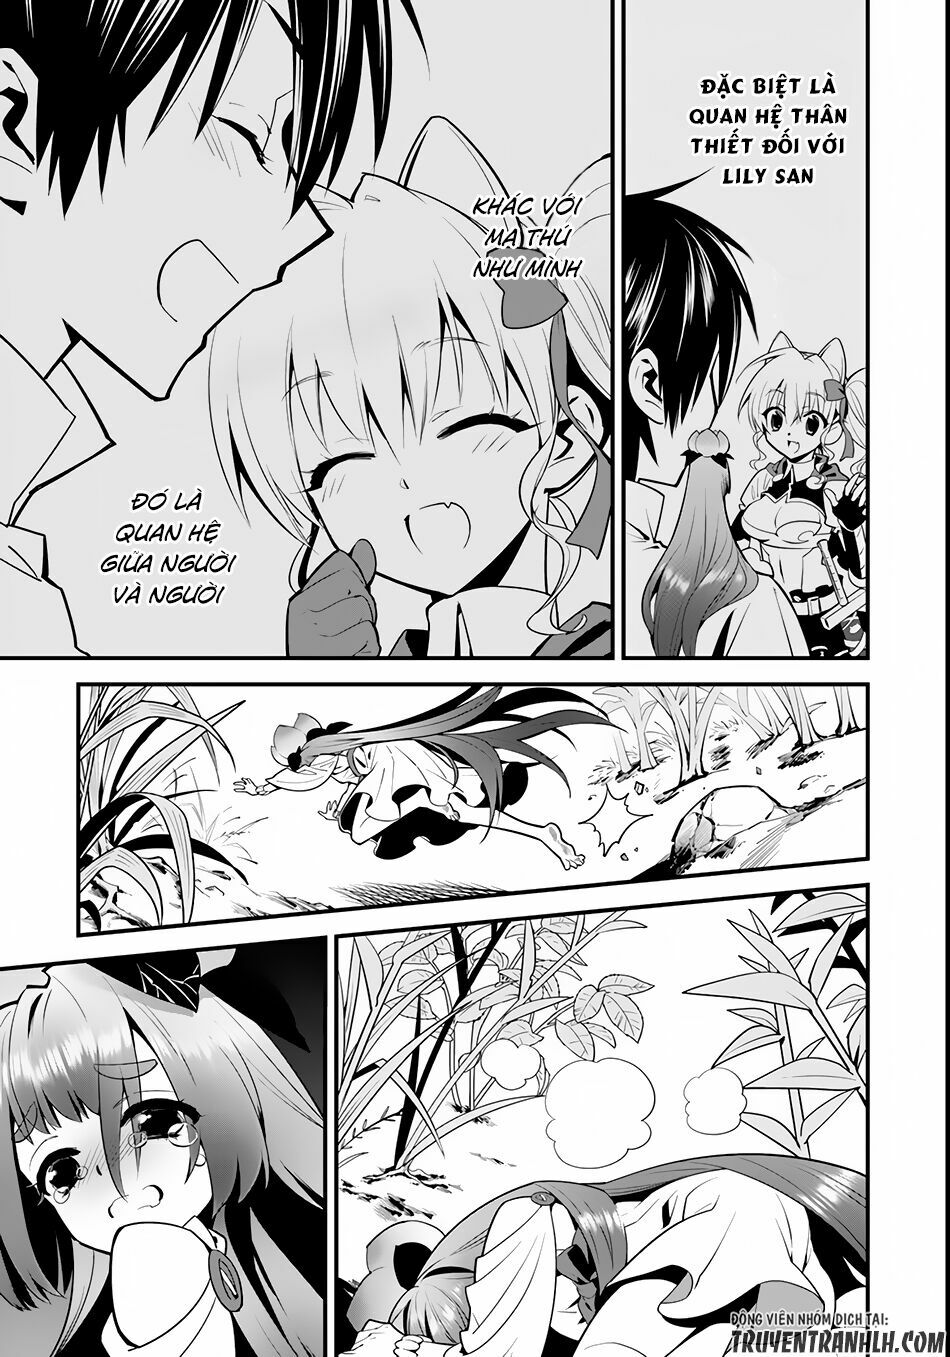 ĐẶC BIỆT LÀ
QUAN HỆ THÂN
THIẾT ĐỐI VỚI
LILY SAN
KHÁC VỚI
MA THÚ
NHƯ MÌNH
ĐÓ LÀ
QUAN HỆ
GIỮA NGƯỜI
VÀ NGƯỜI
ĐỘNG VIÊN NHÓM DỊCH TẠI:
TRUYENTRANHLH.COM